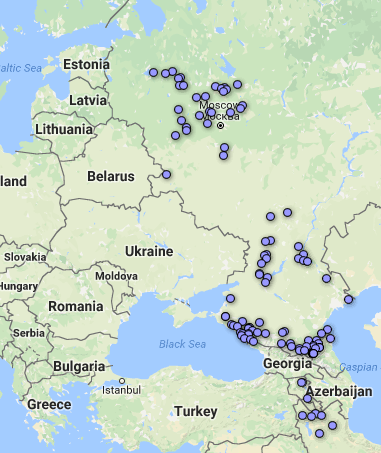 Estonia
altic Sea
Latvia
Moscow
Москва
Lithuania
land
Belarus
Ukraine
Slovakia
Hungary
Moldova
Romania
Serbia
Black Sea
Bulgaria
Georgia
Caspian
Istanbul
Azerbaijan
Greece
Turkey